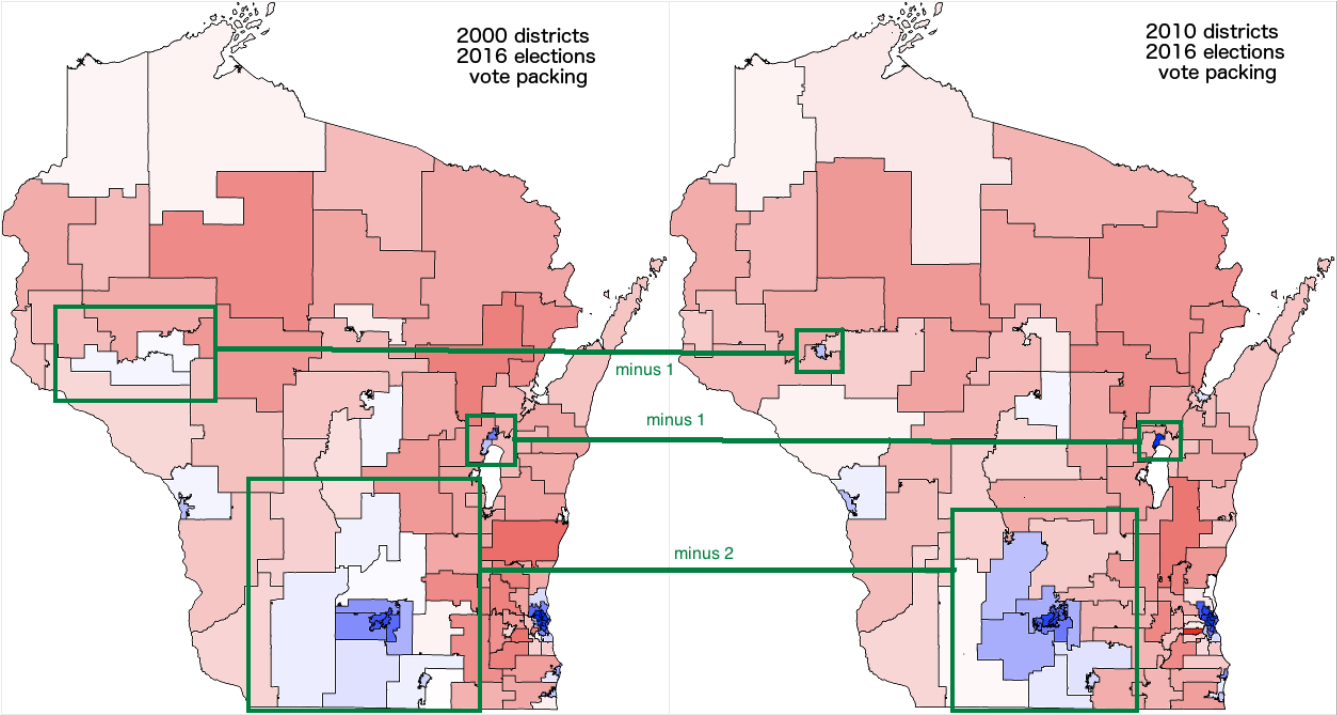 2000 districts
2016 elections
vote packing
2010 districts
2016 elections
vote packing
minus 1
minus 1
minus 2